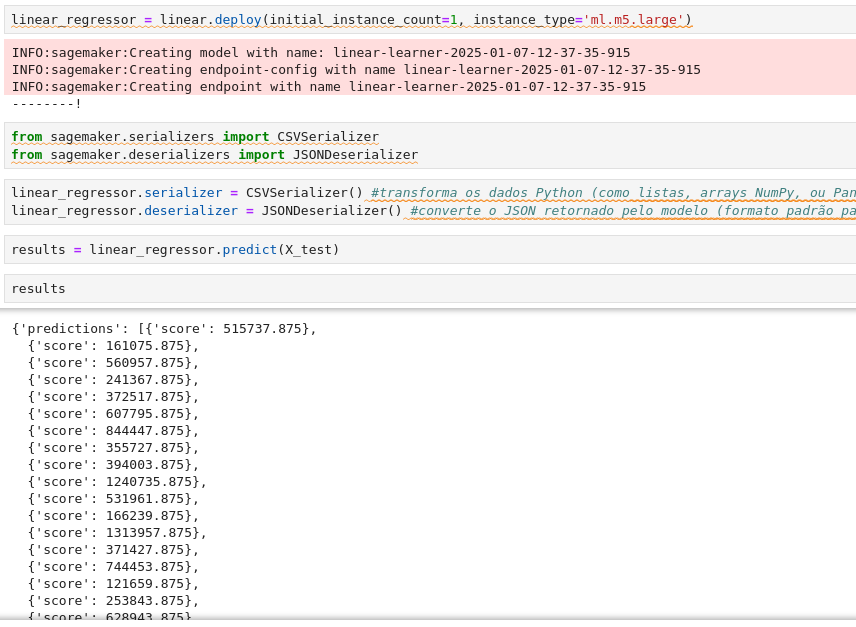 linear_regressor = linear.deploy(initial_instance_count=1, instance_type='ml.m5.large')
INFO:sagemaker:Creating model with name: linear-learner-2025-01-07-12-37-35-915
INFO:sagemaker:Creating endpoint-config with name linear-learner-2025-01-07-12-37-35-915
INFO:sagemaker:Creating endpoint with name linear-learner-2025-01-07-12-37-35-915
--------!
from sagemaker.serializers import CSVSerializer
from sagemaker.deserializers import JSONDeserializer
linear_regressor.serializer = CSVSerializer() #transforma os dados Python (como listas, arrays NumPy, ou Pan
linear_regressor.deserializer = JSONDeserializer() #converte o JSON retornado pelo modelo (formato padrão pa
results = linear_regressor.predict(X_test)
results
{'predictions': [{'score': 515737.875},
{'score': 161075.875},
{'score': 560957.875},
{'score': 241367.875},
{'score': 372517.875},
{'score': 607795.875},
{'score': 844447.875},
{'score': 355727.875},
{'score': 394003.875},
{'score': 1240735.875},
{'score': 531961.875},
{'score': 166239.875},
{'score': 1313957.875},
{'score': 371427.875},
{'score': 744453.875},
{'score': 121659.875},
{'score': 253843.875},
{'score': 628943.875}